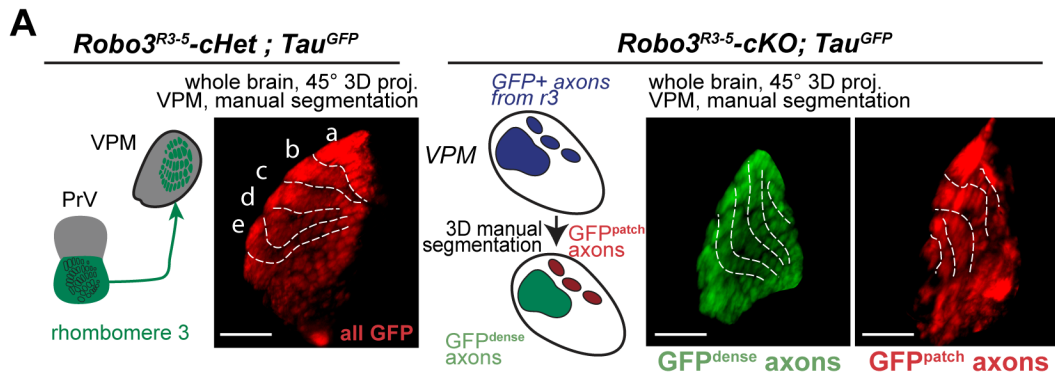 A
Robo3R3-5-cHet ; TauGFP
Robo3R3-5-cKO; TauGFP
whole brain, 45° 3D proj.
VPM, manual segmentation
VPM
PrV
rhombomere 3
a
b
c
d
e
all GFP
GFP+ axons
from r3
VPM
3D manual
segmentation
GFPpatch
axons
GFPdense
axons
whole brain, 45° 3D proj.
VPM, manual segmentation
GFPdense axons
GFPpatch axons